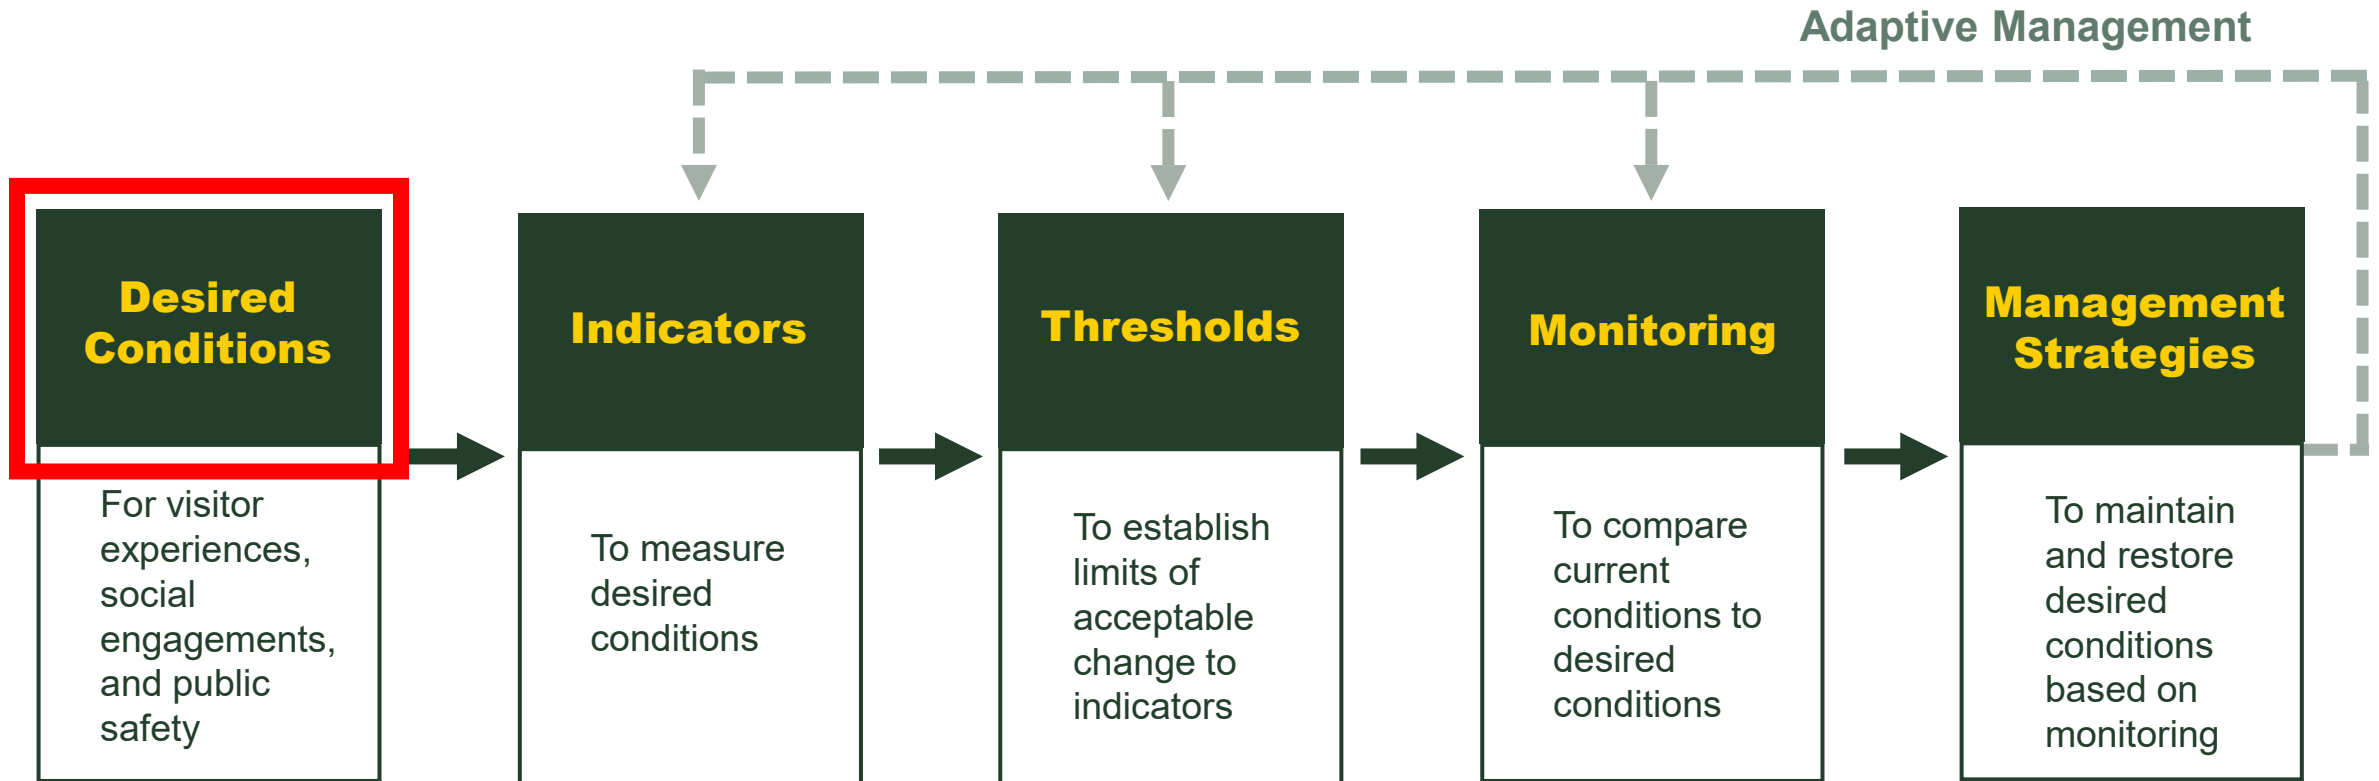 Adaptive Management
Desired
Conditions
For visitor
experiences,
social
engagements,
and public
safety
Indicators
To measure
desired
conditions
Thresholds
To establish
limits of
acceptable
change to
indicators
Monitoring
To compare
current
conditions to
desired
conditions
Management
Strategies
To maintain
and restore
desired
conditions
based on
monitoring